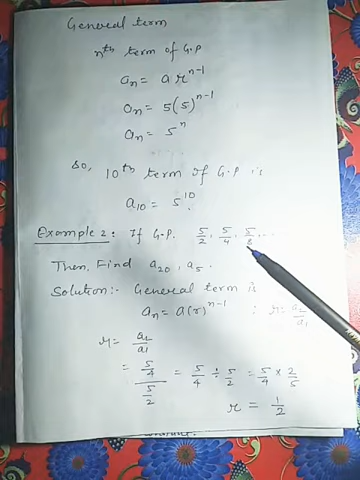 General term
nth term of G.P
an = a r^n-1
an = 5(5)^n-1
an = 5^n
So, 10th term of G.P is
a10 = 5^10.
Example 2: If G.P. 5/2, 5/4, 5/8, ...
Then Find a20, a5.
Solution:- General term is
an = a(r)^n-1 : r = a2/a1
r = a2/a1
= 5/4 / 5/2 = 5/4 ÷ 5/2 = 5/4 × 2/5
r = 1/2